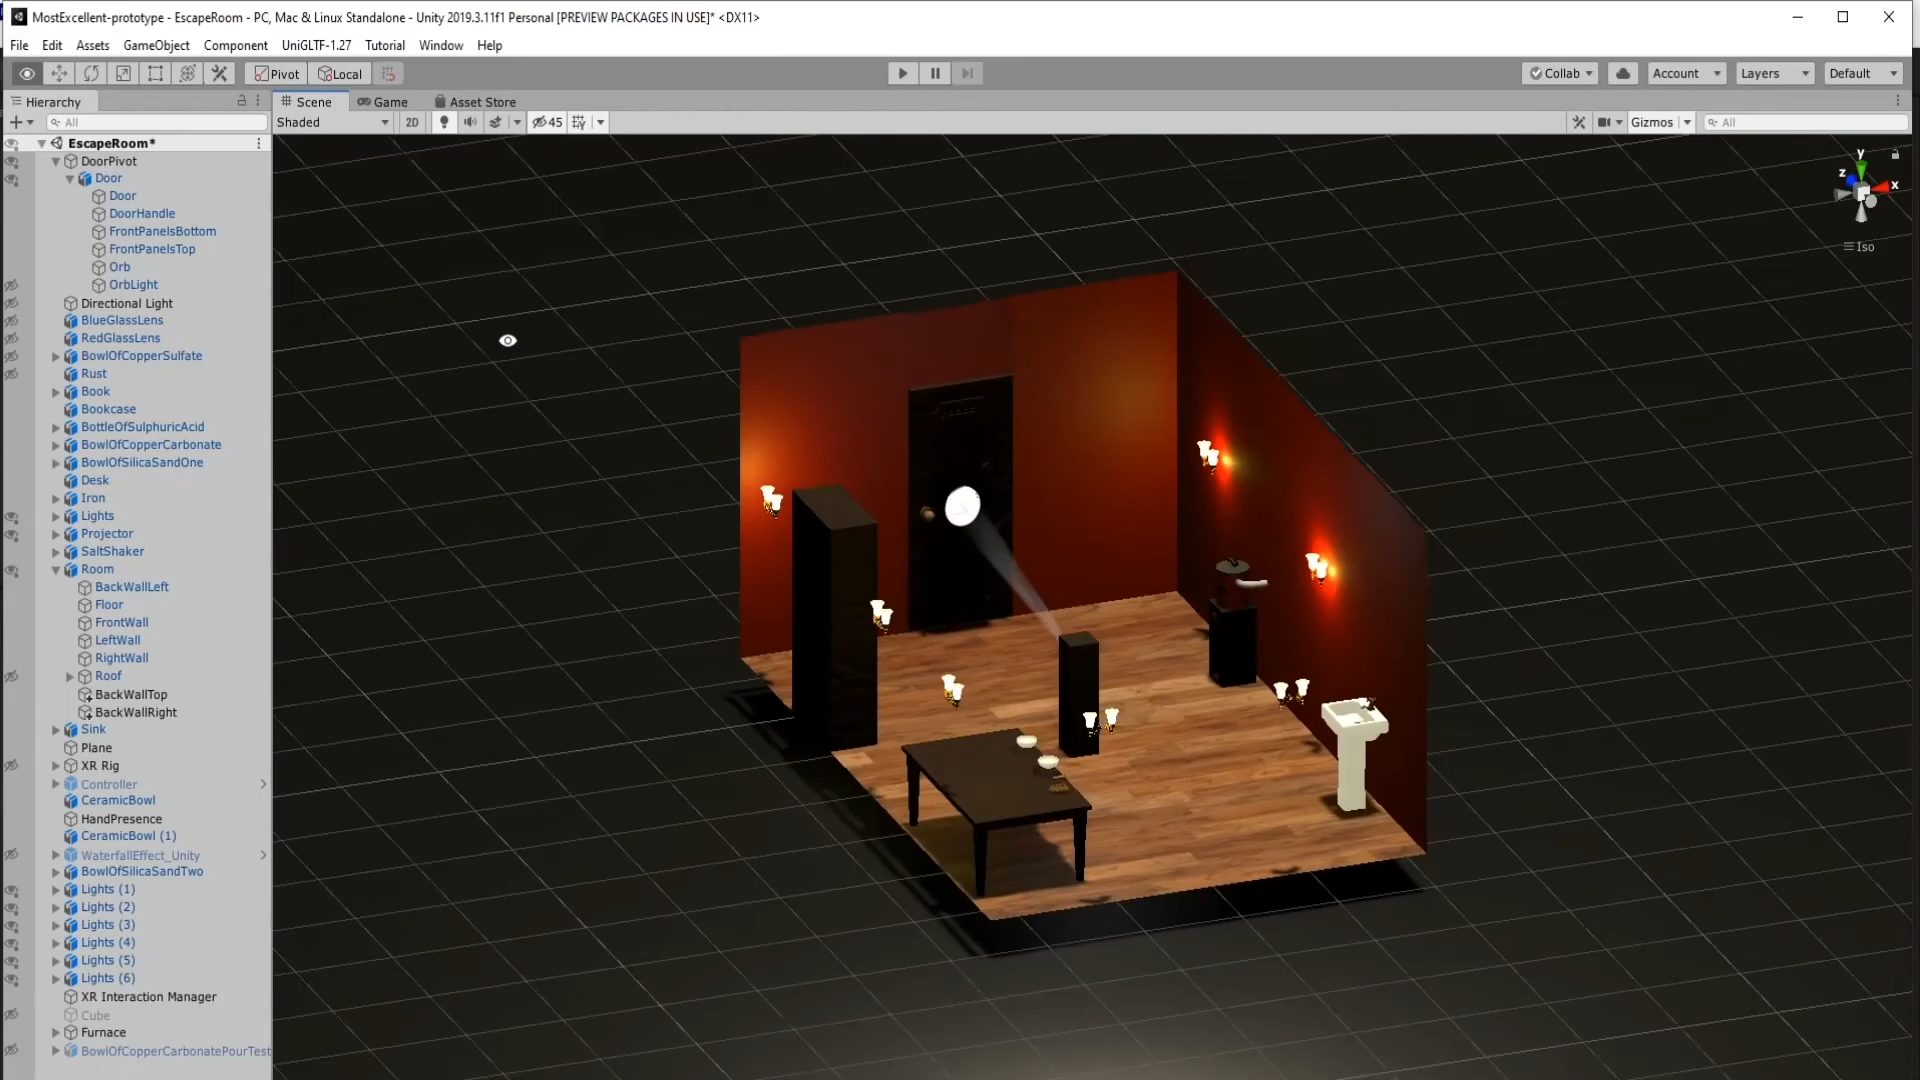 MostExcellent-prototype - EscapeRoom - PC, Mac & Linux Standalone - Unity 2019.3.11f1 Personal [PREVIEW PACKAGES IN USE]* <DX11>
File Edit Assets GameObject Component UniGLTF-1.27 Tutorial Window Help
Pivot Local Collab Account Layers Default
Hierarchy Scene Game Asset Store
All Shaded 2D 45 Gizmos All
EscapeRoom*
DoorPivot
Door
Door
DoorHandle
FrontPanelsBottom
FrontPanelsTop
Orb
OrbLight
Directional Light
BlueGlassLens
RedGlassLens
BowlOfCopperSulfate
Rust
Book
Bookcase
BottleOfSulphuricAcid
BowlOfCopperCarbonate
BowlOfSilicaSandOne
Desk
Iron
Lights
Projector
SaltShaker
Room
BackWallLeft
Floor
FrontWall
LeftWall
RightWall
Roof
BackWallTop
BackWallRight
Sink
Plane
XR Rig
Controller
CeramicBowl
HandPresence
CeramicBowl (1)
WaterfallEffect_Unity
BowlOfSilicaSandTwo
Lights (1)
Lights (2)
Lights (3)
Lights (4)
Lights (5)
Lights (6)
XR Interaction Manager
Cube
Furnace
BowlOfCopperCarbonatePourTest
y
z x
Iso